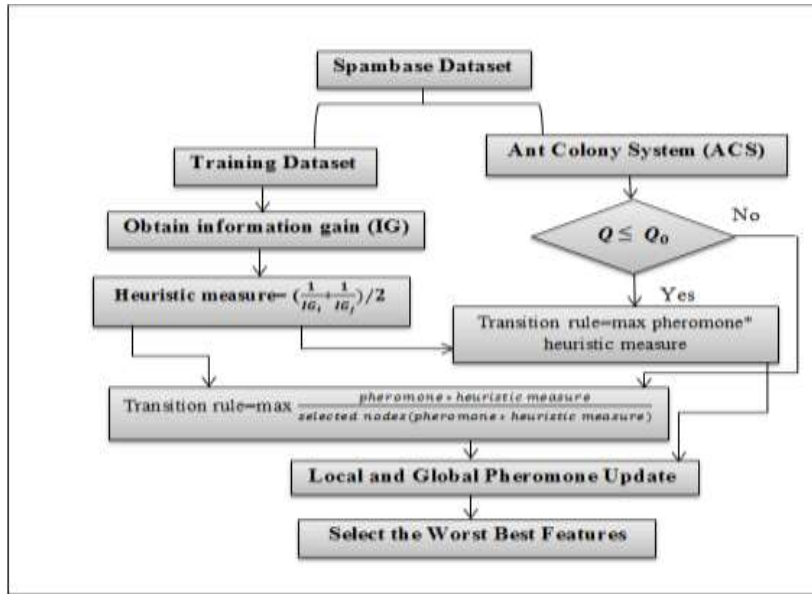 Spambase Dataset
Training Dataset
Ant Colony System (ACS)
Obtain information gain (IG)
Q ≤ Q₀
No
Heuristic measure= (1/IGᵢ+1/IGⱼ)/2
Yes
Transition rule=max pheromone*
heuristic measure
Transition rule=max pheromone * heuristic measure / selected nodes(pheromone * heuristic measure)
Local and Global Pheromone Update
Select the Worst Best Features